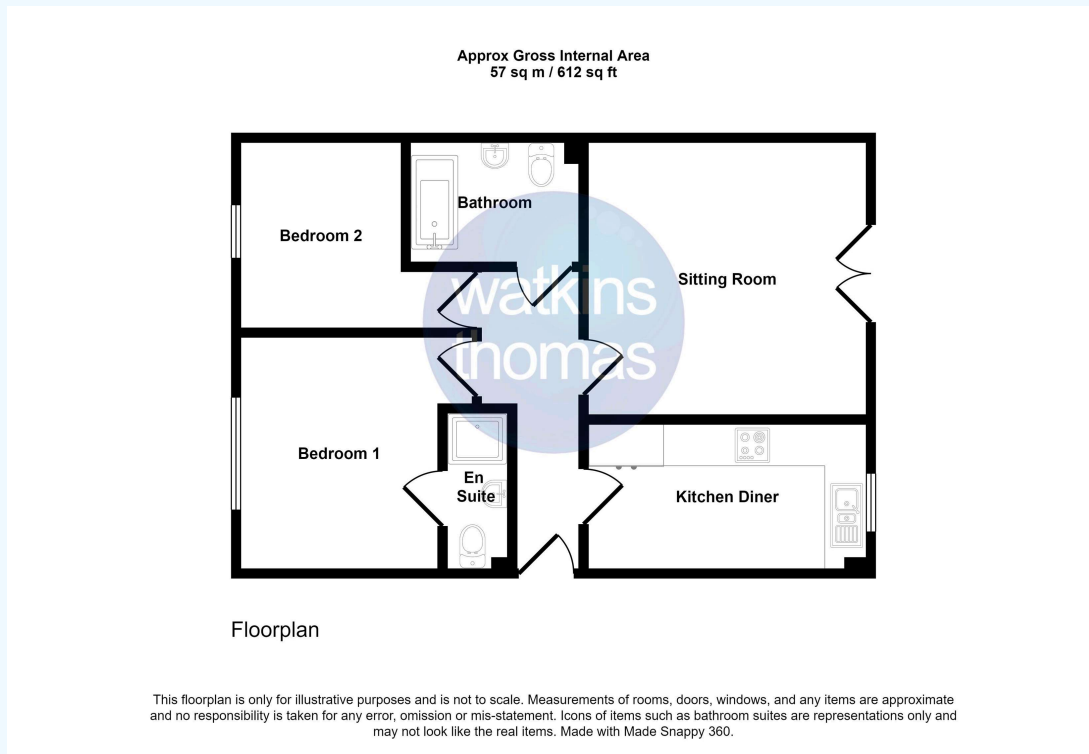 Approx Gross Internal Area
57 sq m / 612 sq ft
Bathroom
Bedroom 2
Sitting Room
watkins
thomas
Bedroom 1
En
Suite
Kitchen Diner
Floorplan
This floorplan is only for illustrative purposes and is not to scale. Measurements of rooms, doors, windows, and any items are approximate
and no responsibility is taken for any error, omission or mis-statement. Icons of items such as bathroom suites are representations only and
may not look like the real items. Made with Made Snappy 360.